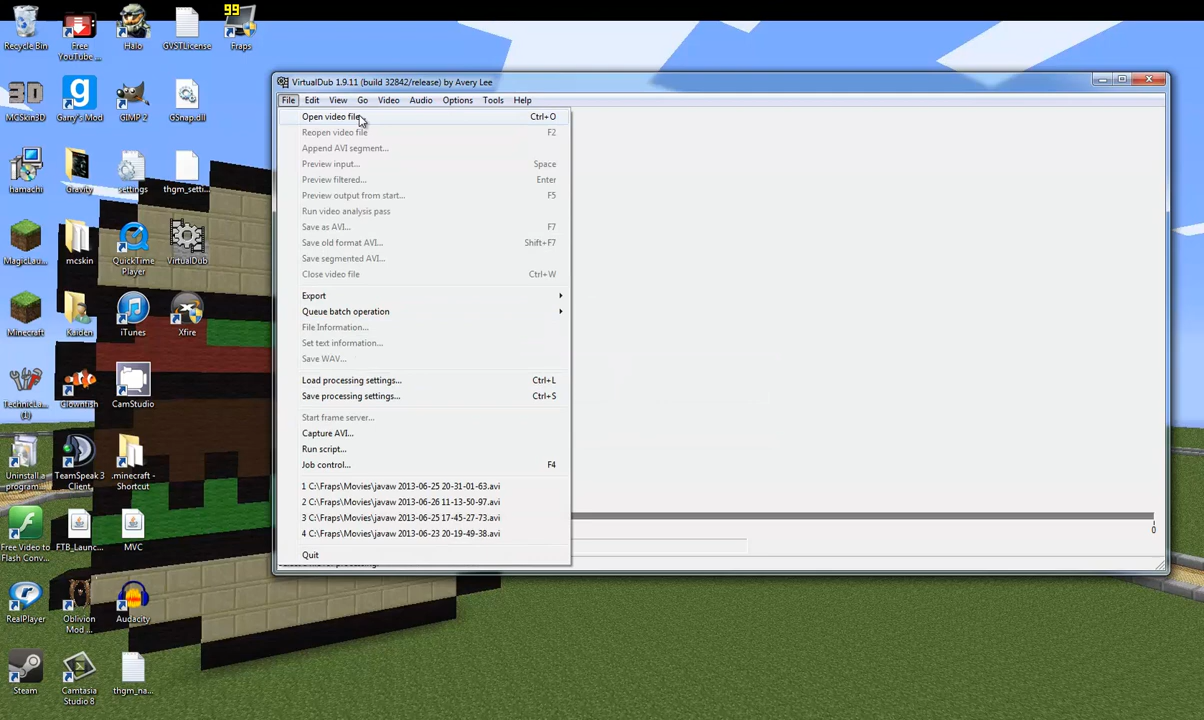 99
Recycle Bin
Free
YouTube ...
Halo
GVSTLicense
Fraps
MCSkin3D
Garry's Mod
GIMP 2
GSnap.dll
hamachi
Gravity
settings
thgm_setti...
MagicLau...
mcskin
QuickTime
Player
VirtualDub
Minecraft
Kaiden
iTunes
Xfire
TechnicLa...
(1)
Clownfish
CamStudio
Uninstall a
program...
TeamSpeak 3
Client
.minecraft -
Shortcut
Free Video to
Flash Conv...
FTB_Launc...
MVC
RealPlayer
Oblivion
Mod ...
Audacity
Steam
Camtasia
Studio 8
thgm_na...
VirtualDub 1.9.11 (build 32842/release) by Avery Lee
File Edit View Go Video Audio Options Tools Help
Open video file... Ctrl+O
Reopen video file F2
Append AVI segment...
Preview input... Space
Preview filtered... Enter
Preview output from start... F5
Run video analysis pass
Save as AVI... F7
Save old format AVI... Shift+F7
Save segmented AVI...
Close video file Ctrl+W
Export
Queue batch operation
File Information...
Set text information...
Save WAV...
Load processing settings... Ctrl+L
Save processing settings... Ctrl+S
Start frame server...
Capture AVI...
Run script...
Job control... F4
1 C:\Fraps\Movies\javaw 2013-06-25 20-31-01-63.avi
2 C:\Fraps\Movies\javaw 2013-06-26 11-13-50-97.avi
3 C:\Fraps\Movies\javaw 2013-06-25 17-45-27-73.avi
4 C:\Fraps\Movies\javaw 2013-06-23 20-19-49-38.avi
Quit
0